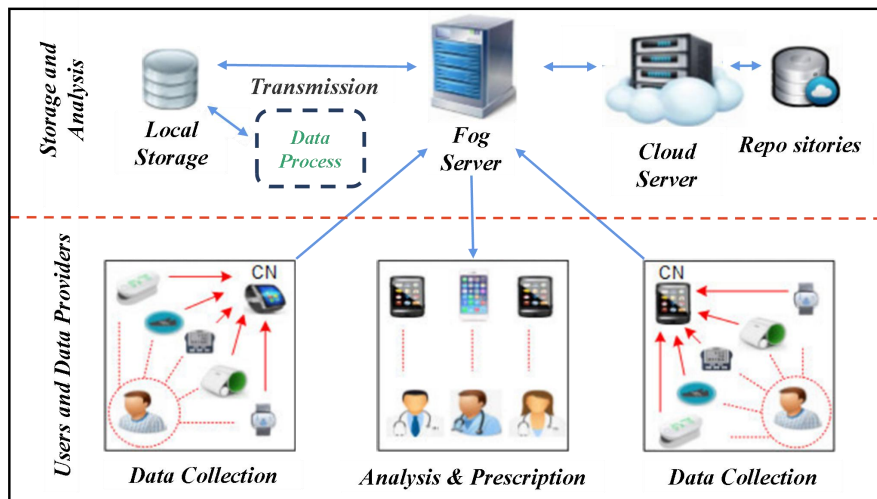 Storage and
Analysis
Transmission
Local
Storage
Data
Process
Fog
Server
Cloud
Server
Repo sitories
Users and Data Providers
CN
Data Collection
Analysis & Prescription
CN
Data Collection